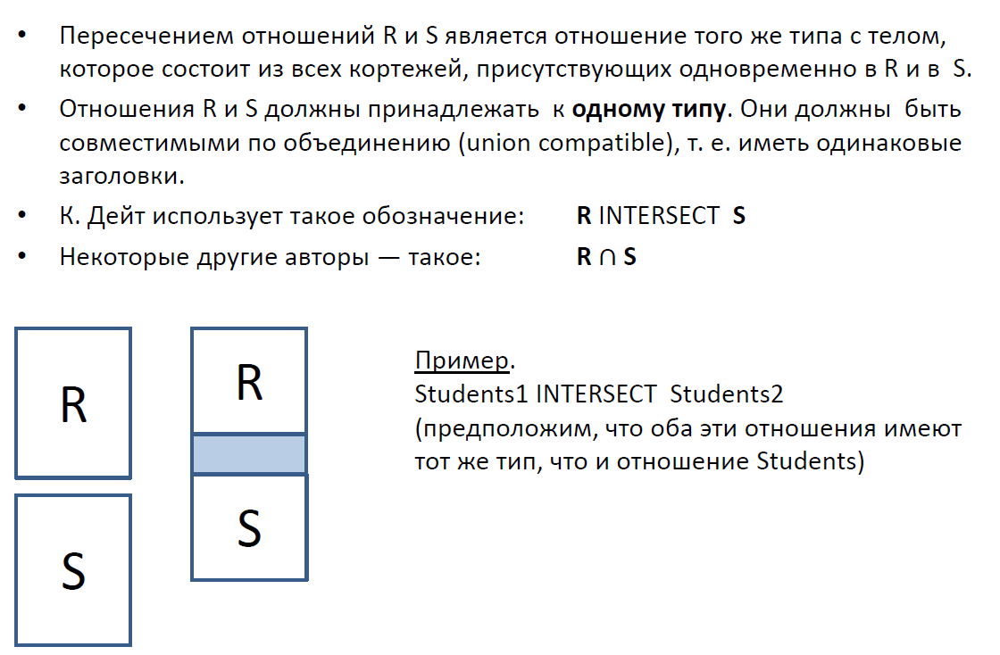 • Пересечением отношений R и S является отношение того же типа с телом,
которое состоит из всех кортежей, присутствующих одновременно в R и в S.
• Отношения R и S должны принадлежать к одному типу. Они должны быть
совместимыми по объединению (union compatible), т. е. иметь одинаковые
заголовки.
• К. Дейт использует такое обозначение: R INTERSECT S
• Некоторые другие авторы — такое: R ∩ S
R
S
R
S
Пример.
Students1 INTERSECT Students2
(предположим, что оба эти отношения имеют
тот же тип, что и отношение Students)